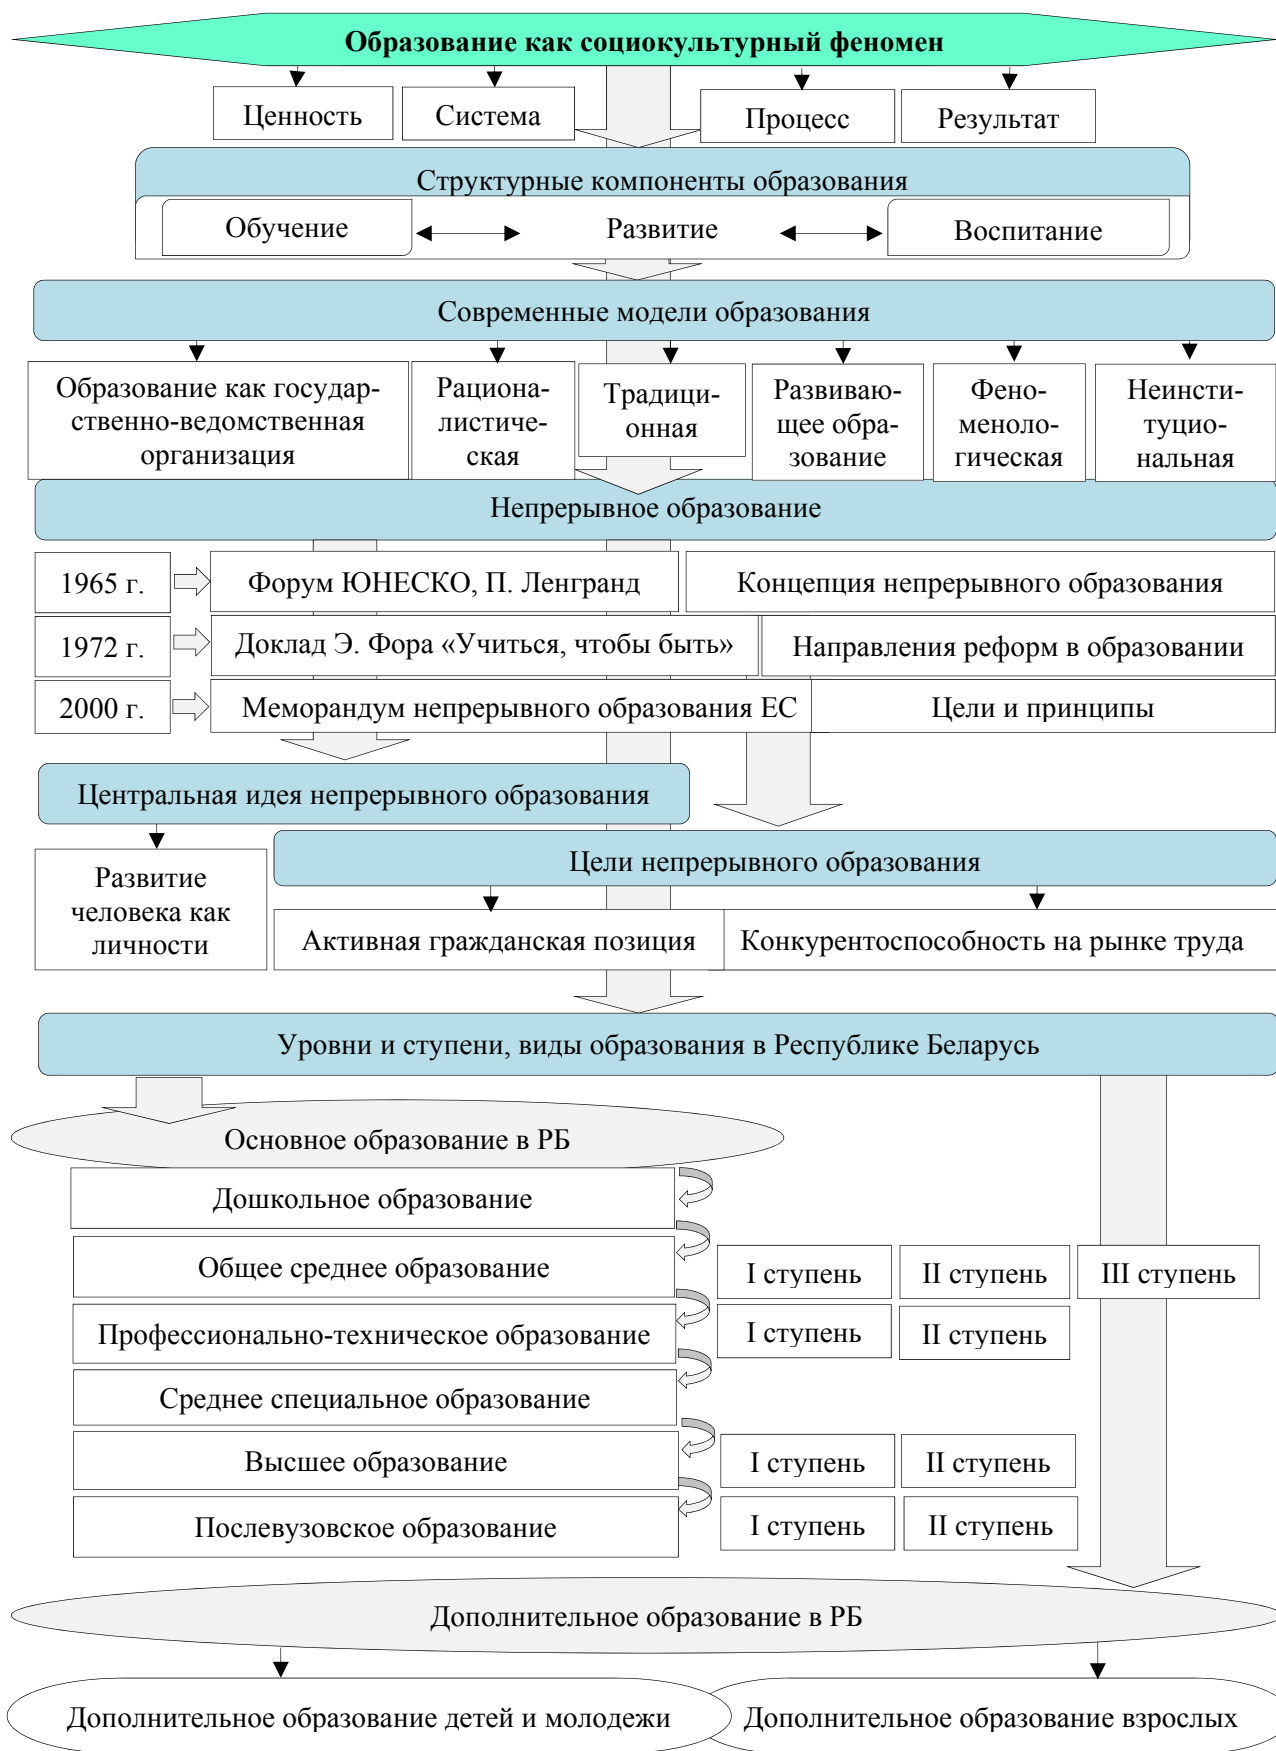 Образование как социокультурный феномен
Ценность
Система
Процесс
Результат
Структурные компоненты образования
Обучение
Развитие
Воспитание
Современные модели образования
Образование как государ-
ственно-ведомственная
организация
Рациона-
листиче-
ская
Традици-
онная
Развиваю-
щее обра-
зование
Фено-
меноло-
гическая
Неинсти-
туцио-
нальная
Непрерывное образование
1965 г.
Форум ЮНЕСКО, П. Ленгранд
Концепция непрерывного образования
1972 г.
Доклад Э. Фора «Учиться, чтобы быть»
Направления реформ в образовании
2000 г.
Меморандум непрерывного образования ЕС
Цели и принципы
Центральная идея непрерывного образования
Развитие
человека как
личности
Цели непрерывного образования
Активная гражданская позиция
Конкурентоспособность на рынке труда
Уровни и ступени, виды образования в Республике Беларусь
Основное образование в РБ
Дошкольное образование
Общее среднее образование
I ступень
II ступень
III ступень
Профессионально-техническое образование
I ступень
II ступень
Среднее специальное образование
Высшее образование
I ступень
II ступень
Послевузовское образование
I ступень
II ступень
Дополнительное образование в РБ
Дополнительное образование детей и молодежи
Дополнительное образование взрослых